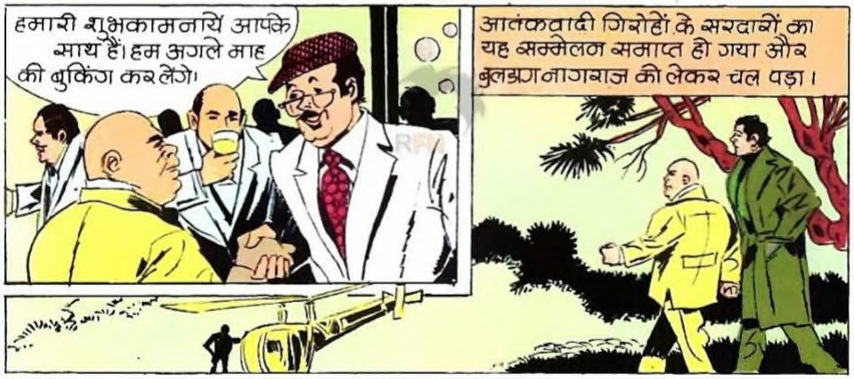 हमारी शुभकामनायें आपके
साथ हैं। हम अगले माह
की बुकिंग कर लेंगे।
आतंकवादी गिरोहों के सरदारों का
यह सम्मेलन समाप्त हो गया और
बुलडाग नागराज को लेकर चल पड़ा।